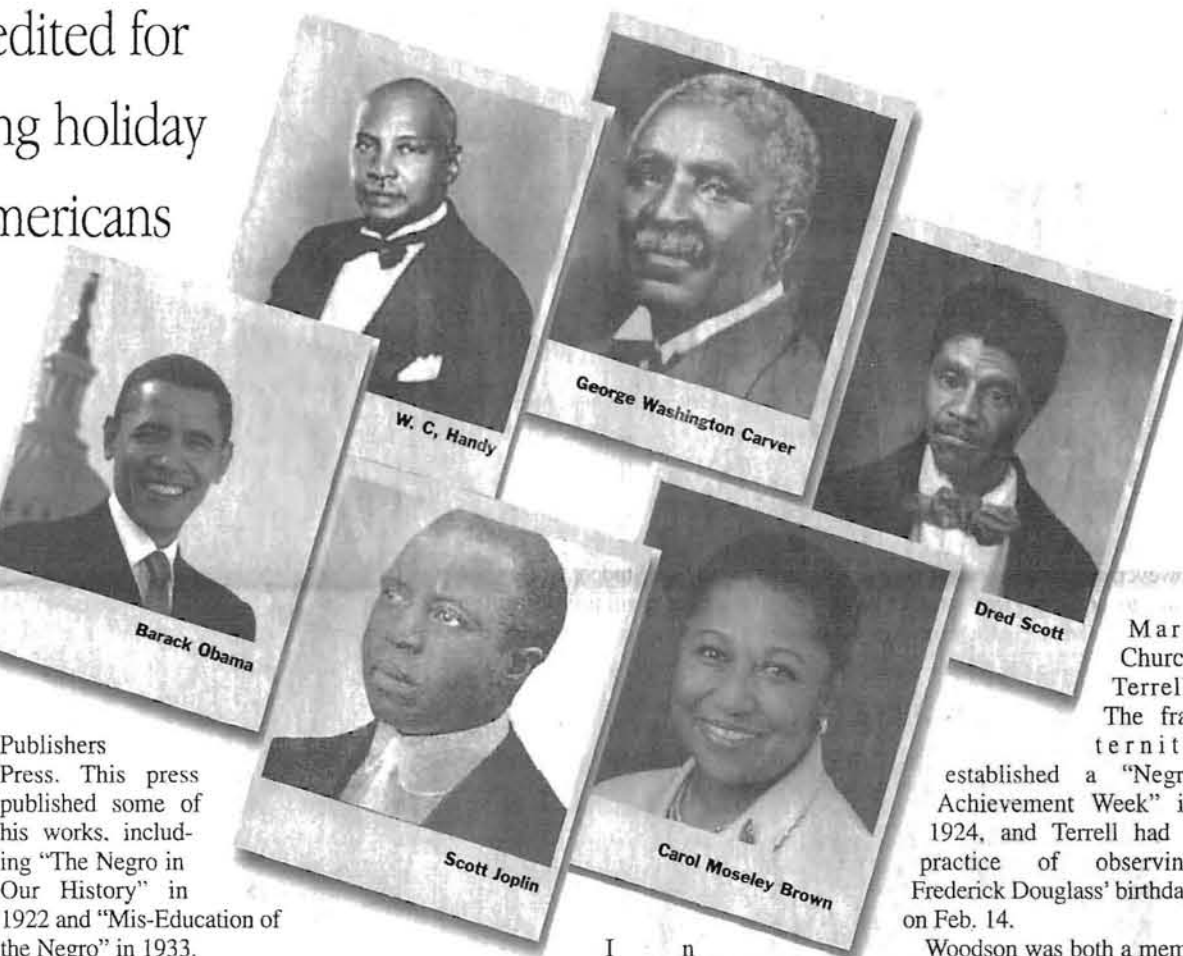 edited for
ng holiday
mericans
W. C, Handy
George Washington Carver
Dred Scott
Barack Obama
Scott Joplin
Carol Moseley Brown
Publishers
Press. This press
published some of
his works. includ-
ing “The Negro in
Our History” in
1922 and “Mis-Education of
the Negro” in 1933.
I n
Mar
Churc
Terrel
The fra
ternit
established a “Negr
Achievement Week” i
1924, and Terrell had
practice of observin
Frederick Douglass’ birthda
on Feb. 14.
Woodson was both a mem